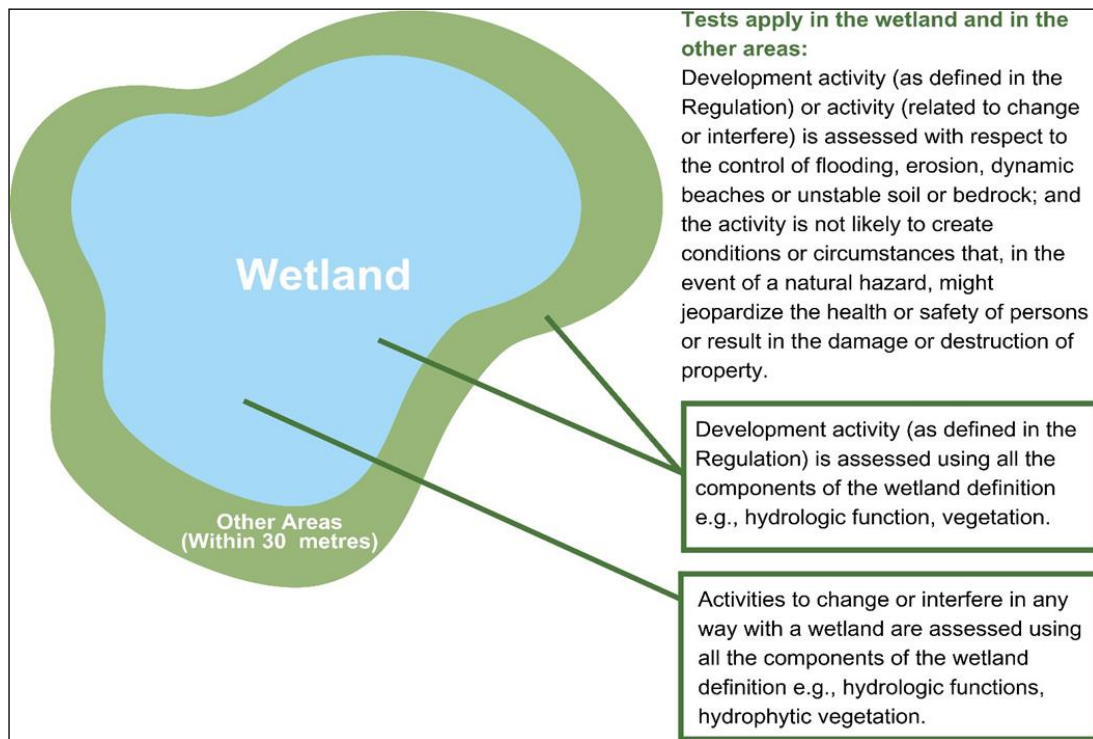 Tests apply in the wetland and in the
other areas:
Development activity (as defined in the
Regulation) or activity (related to change
or interfere) is assessed with respect to
the control of flooding, erosion, dynamic
beaches or unstable soil or bedrock; and
the activity is not likely to create
conditions or circumstances that, in the
event of a natural hazard, might
jeopardize the health or safety of persons
or result in the damage or destruction of
property.
Wetland
Other Areas
(Within 30 metres)
Development activity (as defined in the
Regulation) is assessed using all the
components of the wetland definition
e.g., hydrologic function, vegetation.
Activities to change or interfere in any
way with a wetland are assessed using
all the components of the wetland
definition e.g., hydrologic functions,
hydrophytic vegetation.